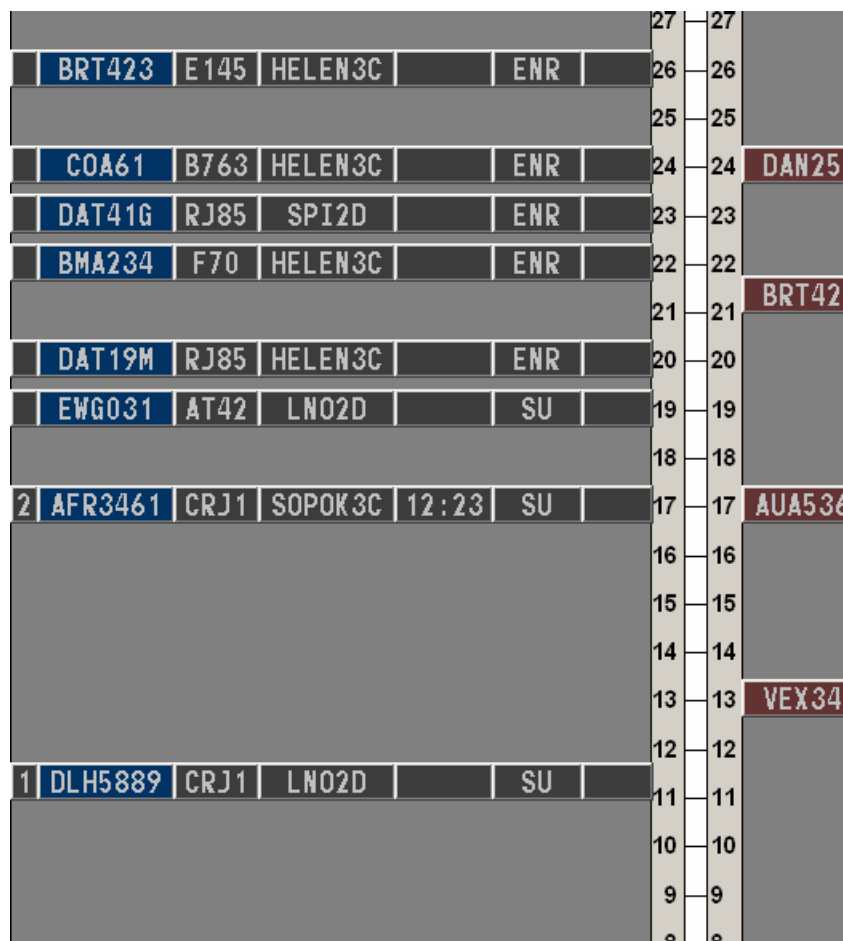 27 27
BRT423 E145 HELEN3C ENR 26 26
25 25
COA61 B763 HELEN3C ENR 24 24 DAN25
DAT41G RJ85 SPI2D ENR 23 23
BMA234 F70 HELEN3C ENR 22 22
BRT42
21 21
DAT19M RJ85 HELEN3C ENR 20 20
EWG031 AT42 LNO2D SU 19 19
18 18
2 AFR3461 CRJ1 SOPOK3C 12:23 SU 17 17 AUA536
16 16
15 15
14 14
13 13 VEX34
12 12
1 DLH5889 CRJ1 LNO2D SU
11 11
10 10
9 9
8 8